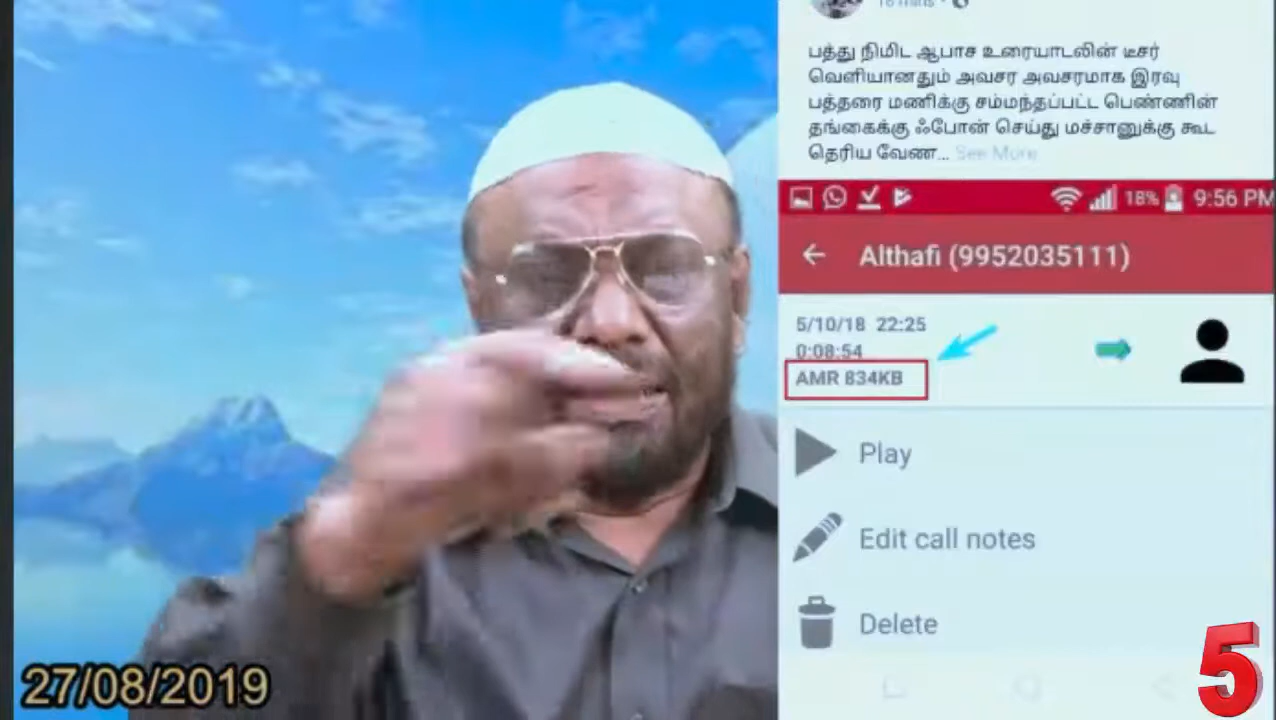 16 mins
பத்து நிமிட ஆபாச உரையாடலின் டீசர்
வெளியானதும் அவசர அவசரமாக இரவு
பத்தரை மணிக்கு சம்மந்தப்பட்ட பெண்ணின்
தங்கைக்கு ஃபோன் செய்து மச்சானுக்கு கூட
தெரிய வேண... See More
18% 9:56 PM
Althafi (9952035111)
5/10/18 22:25
0:08:54
AMR 834KB
Play
Edit call notes
Delete
27/08/2019
5